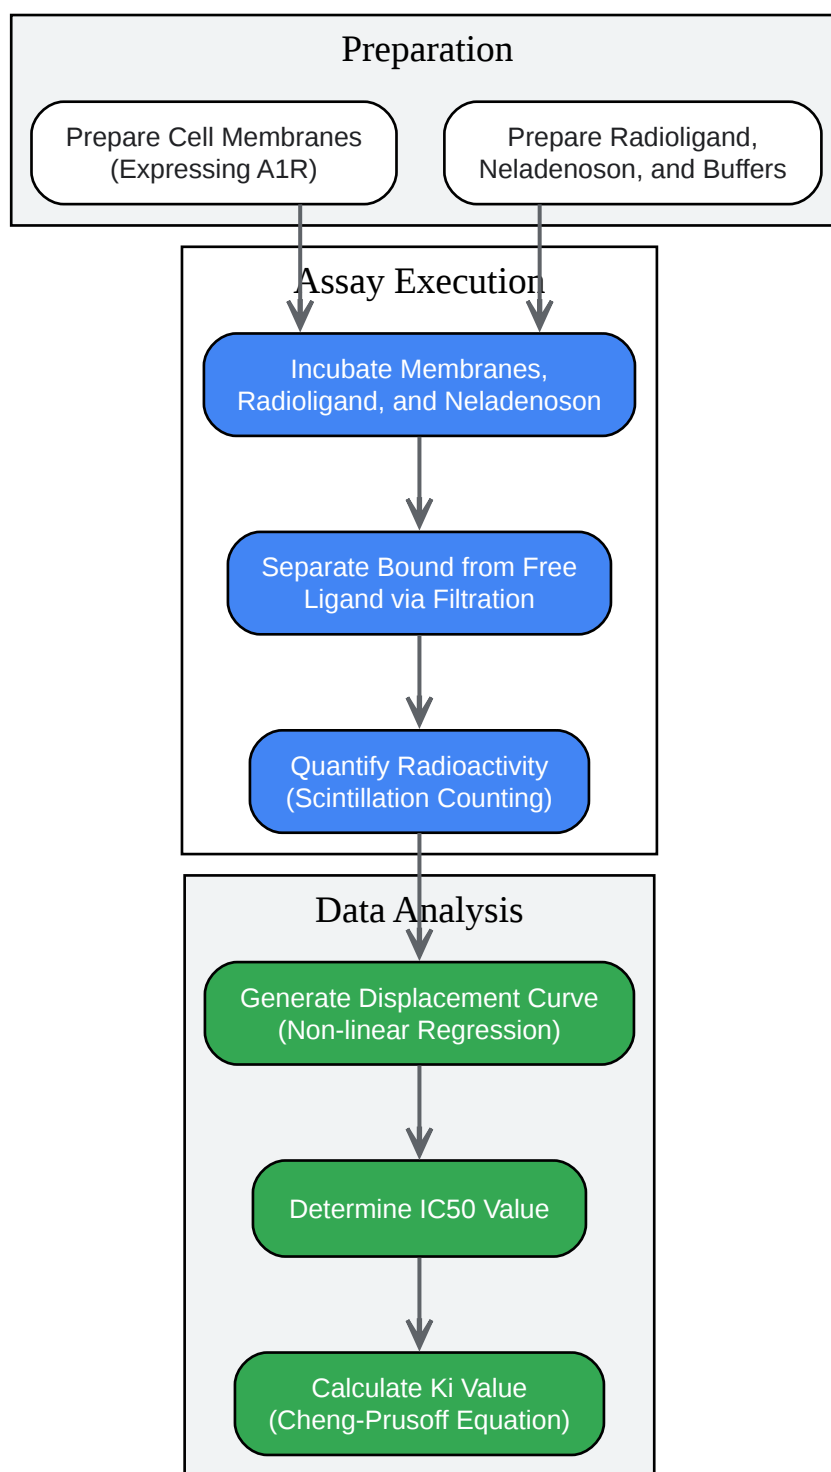 Preparation
Prepare Cell Membranes
(Expressing A1R)
Prepare Radioligand,
Neladenoson, and Buffers
Assay Execution
Incubate Membranes,
Radioligand, and Neladenoson
Separate Bound from Free
Ligand via Filtration
Quantify Radioactivity
(Scintillation Counting)
Data Analysis
Generate Displacement Curve
(Non-linear Regression)
Determine IC50 Value
Calculate Ki Value
(Cheng-Prusoff Equation)